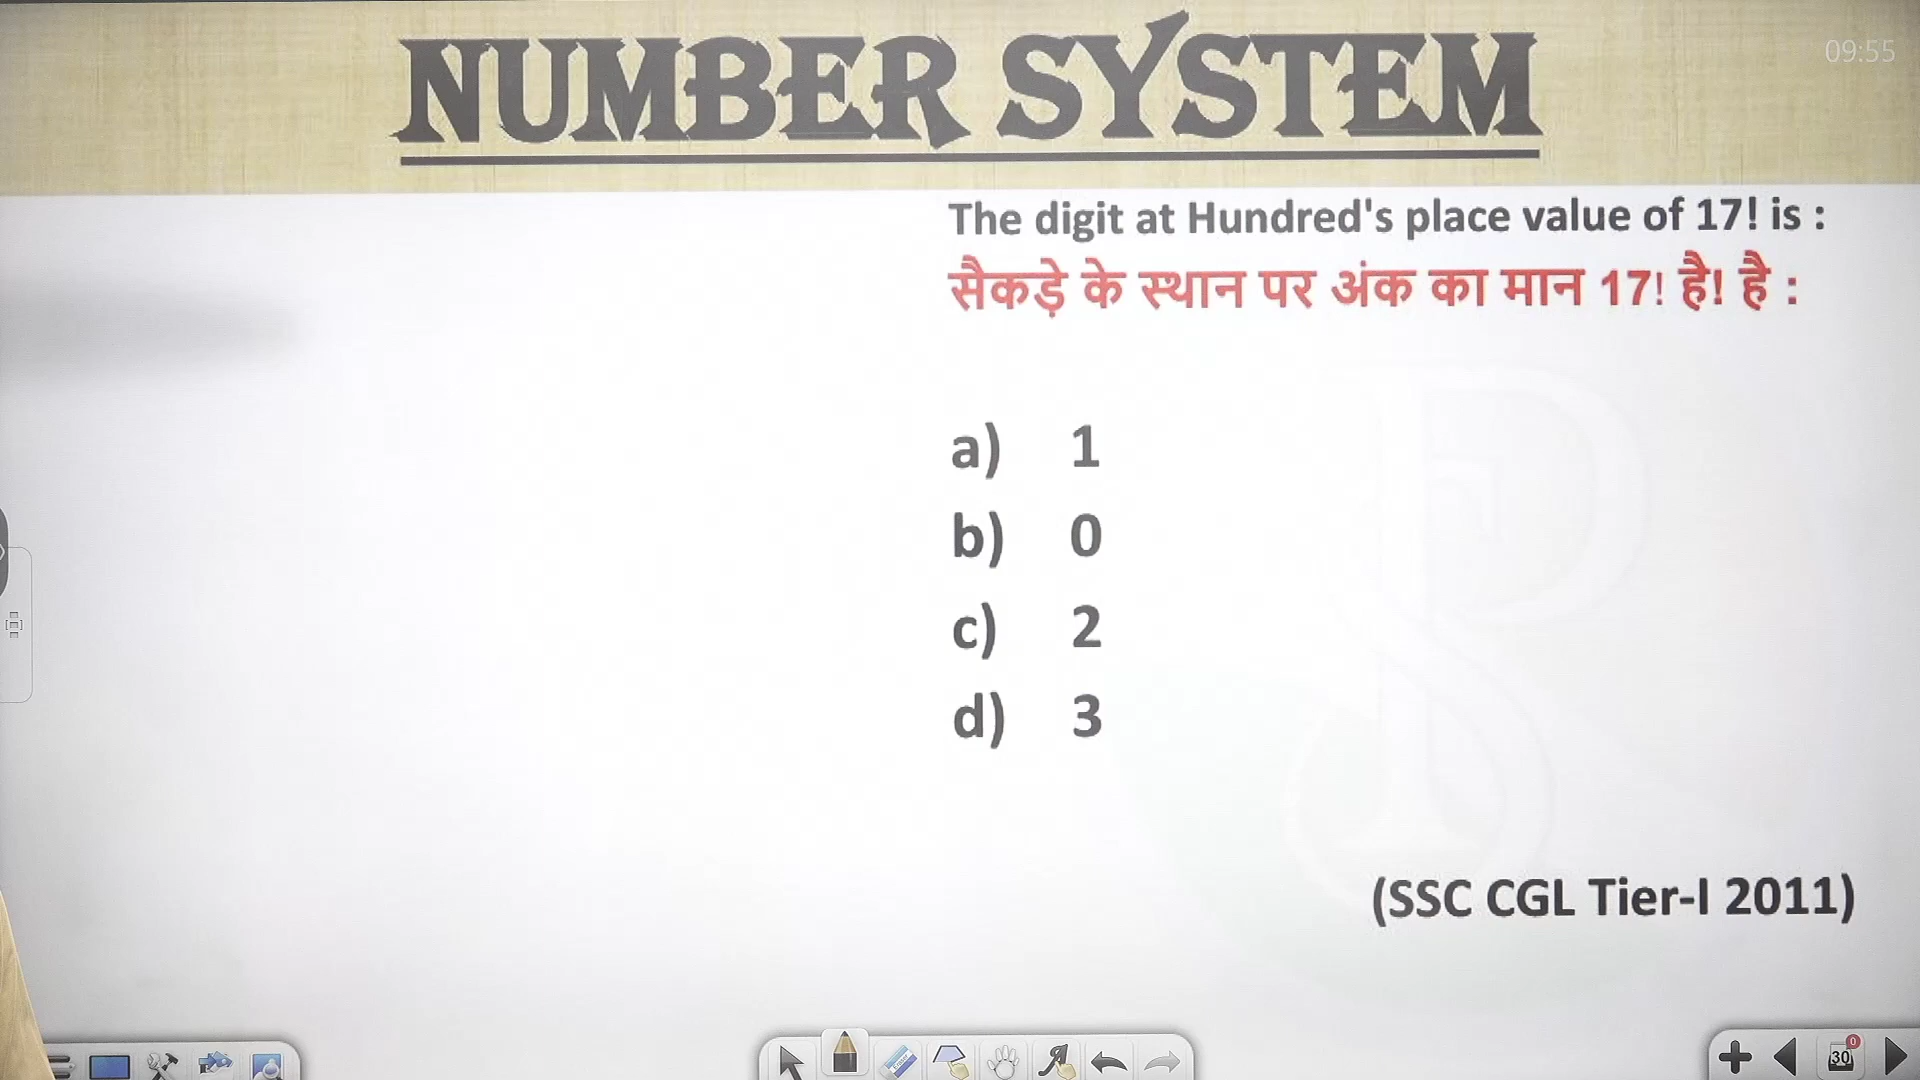 NUMBER SYSTEM
09:55
The digit at Hundred's place value of 17! is :
सैकड़े के स्थान पर अंक का मान 17! है! है :
a) 1
b) 0
c) 2
d) 3
(SSC CGL Tier-I 2011)
30
0